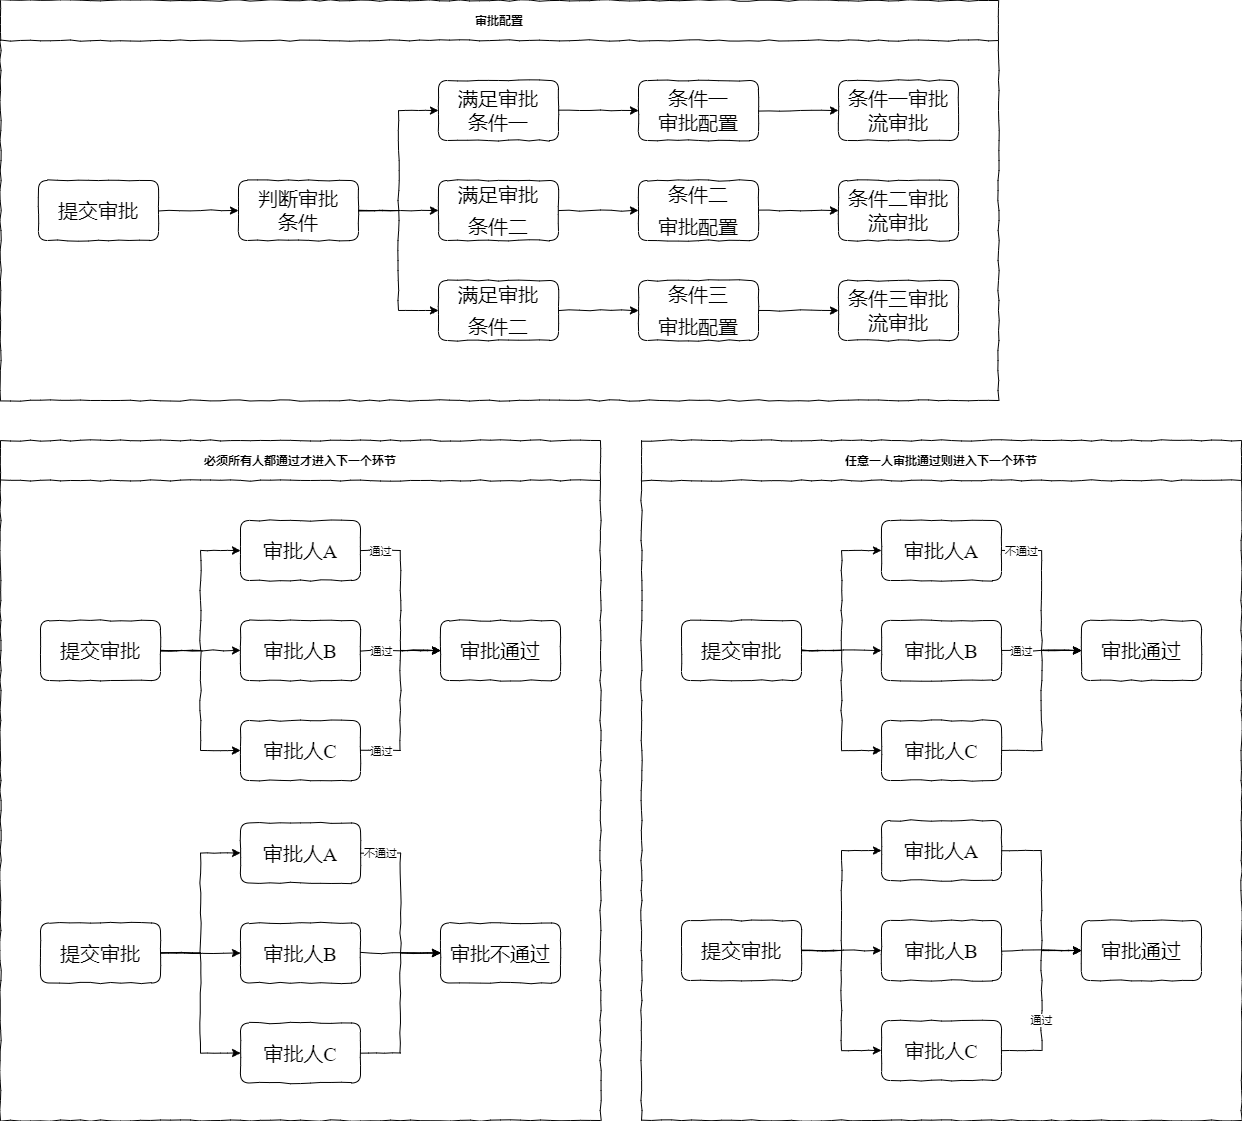 审批配置
满足审批
条件一
条件一
审批配置
条件一审批
流审批
提交审批
判断审批
条件
满足审批
条件二
条件二
审批配置
条件二审批
流审批
满足审批
条件二
条件三
审批配置
条件三审批
流审批
必须所有人都通过才进入下一个环节
审批人A
通过
提交审批
审批人B
通过
审批通过
审批人C
通过
审批人A
不通过
提交审批
审批人B
审批不通过
审批人C
任意一人审批通过则进入下一个环节
审批人A
不通过
提交审批
审批人B
通过
审批通过
审批人C
审批人A
提交审批
审批人B
审批通过
通过
审批人C